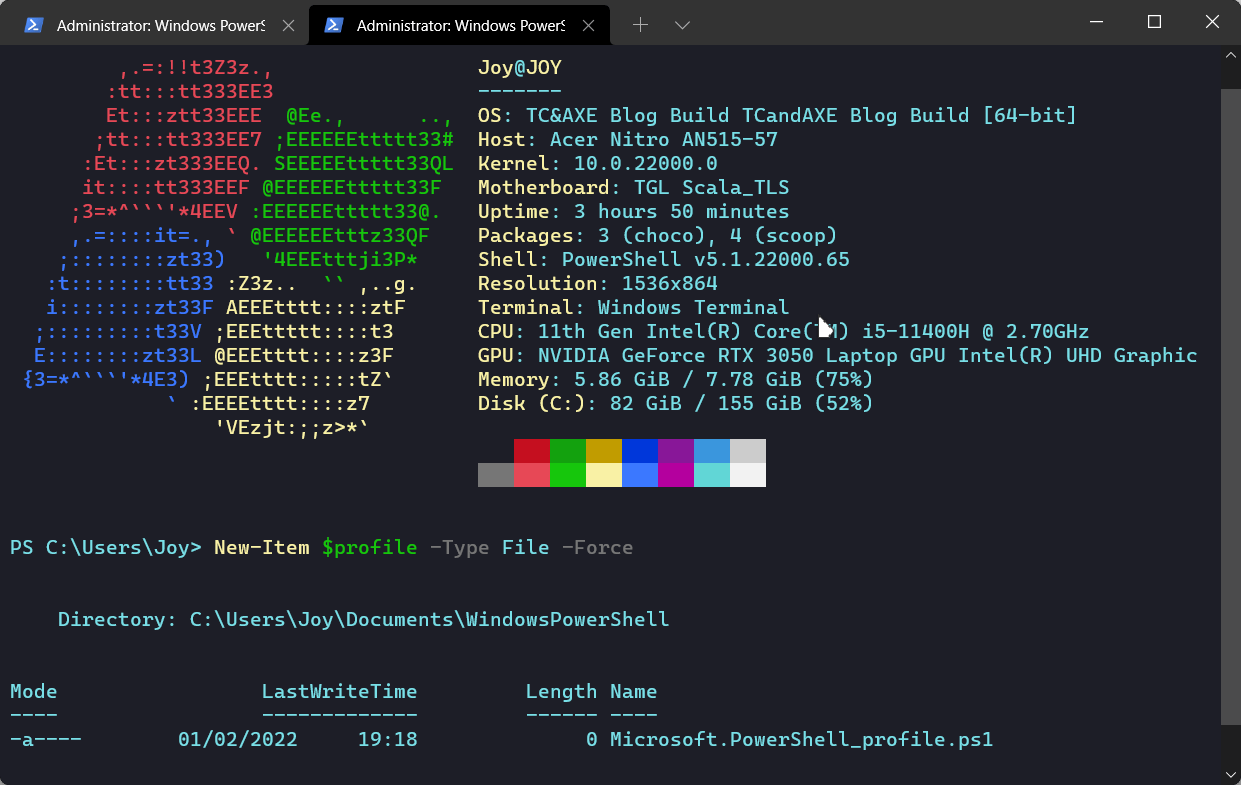 Administrator: Windows PowerS
Administrator: Windows PowerS
,.=:!!t3Z3z.,
:tt:::tt333EE3
Et:::ztt33EEE  @Ee.,      ..,
;tt:::tt333EE7 ;EEEEEEttttt33#
:Et:::zt333EEQ. SEEEEEttttt33QL
it::::tt333EEF @EEEEEEttttt33F
;3=*^```'*4EEV :EEEEEEttttt33@.
,.=::::it=., ` @EEEEEEtttz33QF
;::::::::zt33)   '4EEEtttji3P*
:t::::::::tt33 :Z3z..  `` ,..g.
i::::::::zt33F AEEEtttt::::ztF
;:::::::::t33V ;EEEttttt::::t3
E::::::::zt33L @EEEtttt::::z3F
{3=*^```'*4E3) ;EEEtttt:::::tZ`
` :EEEEtttt::::z7
'VEzjt:;;z>*`
Joy@JOY
-------
OS: TC&AXE Blog Build TCandAXE Blog Build [64-bit]
Host: Acer Nitro AN515-57
Kernel: 10.0.22000.0
Motherboard: TGL Scala_TLS
Uptime: 3 hours 50 minutes
Packages: 3 (choco), 4 (scoop)
Shell: PowerShell v5.1.22000.65
Resolution: 1536x864
Terminal: Windows Terminal
CPU: 11th Gen Intel(R) Core(TM) i5-11400H @ 2.70GHz
GPU: NVIDIA GeForce RTX 3050 Laptop GPU Intel(R) UHD Graphic
Memory: 5.86 GiB / 7.78 GiB (75%)
Disk (C:): 82 GiB / 155 GiB (52%)
PS C:\Users\Joy> New-Item $profile -Type File -Force
Directory: C:\Users\Joy\Documents\WindowsPowerShell
Mode                 LastWriteTime         Length Name
----                 -------------         ------ ----
-a----        01/02/2022     19:18              0 Microsoft.PowerShell_profile.ps1